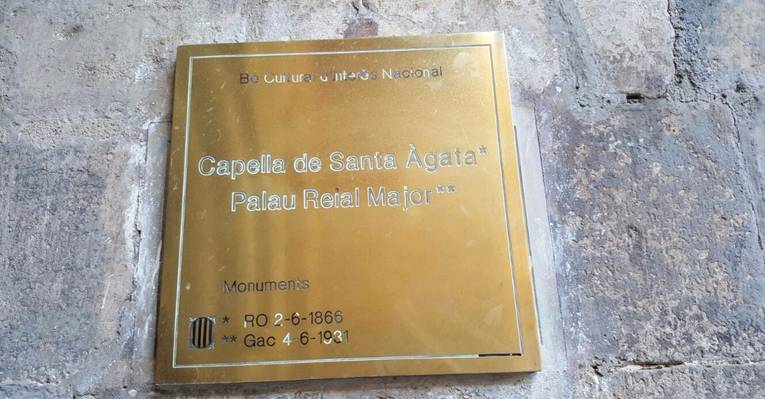 Bé Cultural d'Interès Nacional
Capella de Santa Àgata*
Palau Reial Major**
Monuments
* RO 2-6-1866
** Gac 4-6-1931